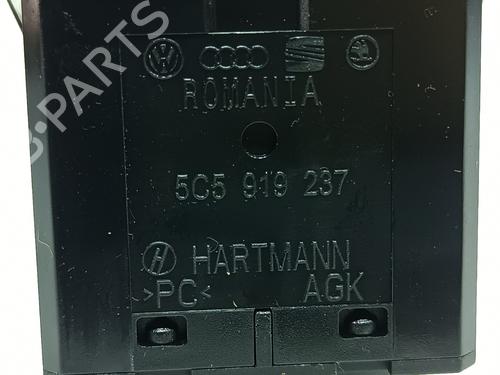 B-PARTS
ROMANIA
5C5 919 237
HARTMANN
>PC< AGK